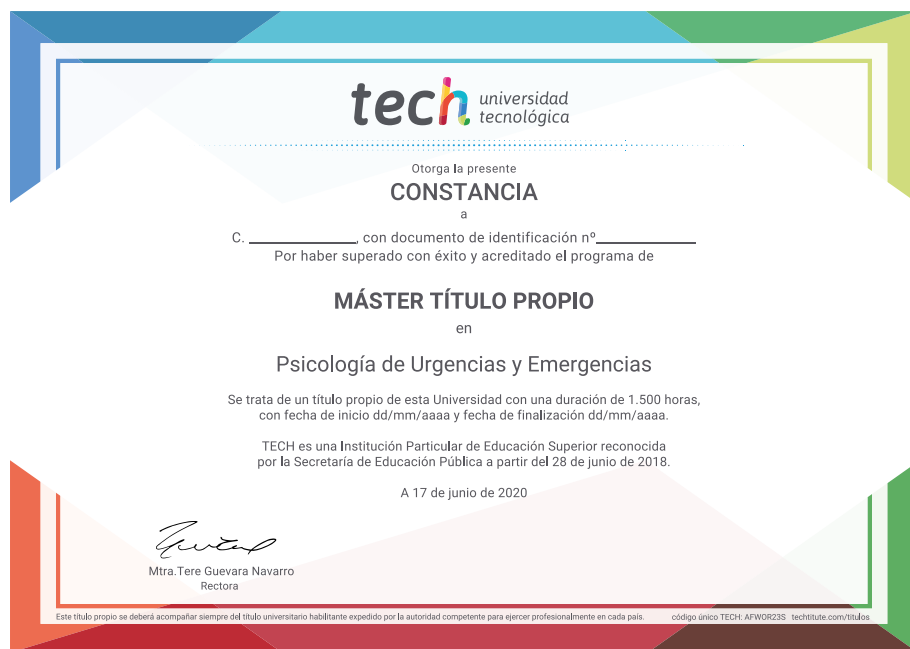 tech universidad
tecnológica
Otorga la presente
CONSTANCIA
a
C. ____________, con documento de identificación nº____________
Por haber superado con éxito y acreditado el programa de
MÁSTER TÍTULO PROPIO
en
Psicología de Urgencias y Emergencias
Se trata de un título propio de esta Universidad con una duración de 1.500 horas,
con fecha de inicio dd/mm/aaaa y fecha de finalización dd/mm/aaaa.
TECH es una Institución Particular de Educación Superior reconocida
por la Secretaría de Educación Pública a partir del 28 de junio de 2018.
A 17 de junio de 2020
Mtra.Tere Guevara Navarro
Rectora
Este título propio se deberá acompañar siempre del título universitario habilitante expedido por la autoridad competente para ejercer profesionalmente en cada país. código único TECH: AFWOR23S techtitute.com/titulos